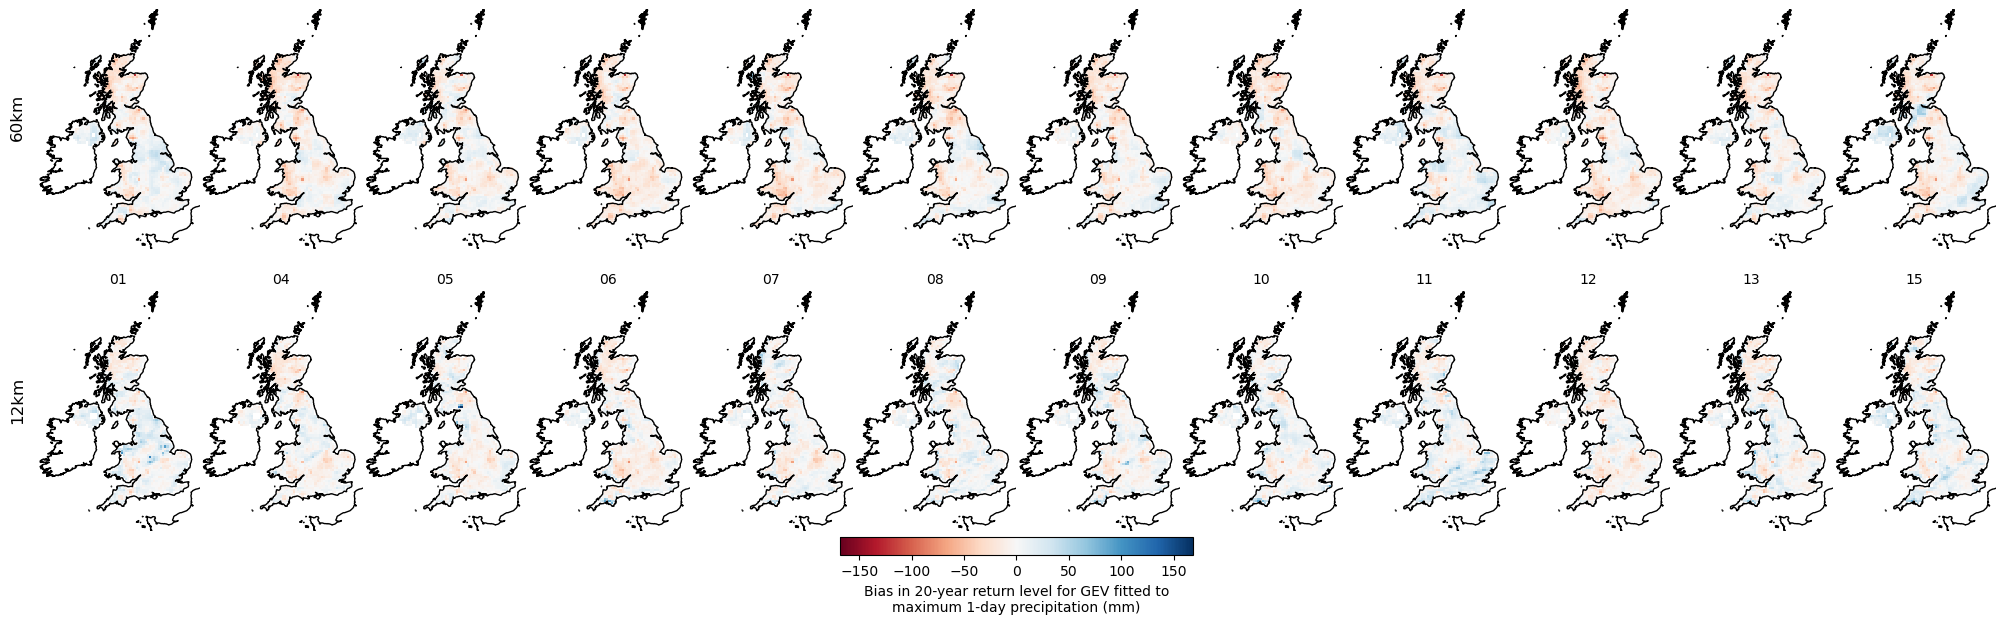 60km
01 04 05 06 07 08 09 10 11 12 13 15
12km
−150 −100 −50 0 50 100 150
Bias in 20-year return level for GEV fitted to
maximum 1-day precipitation (mm)